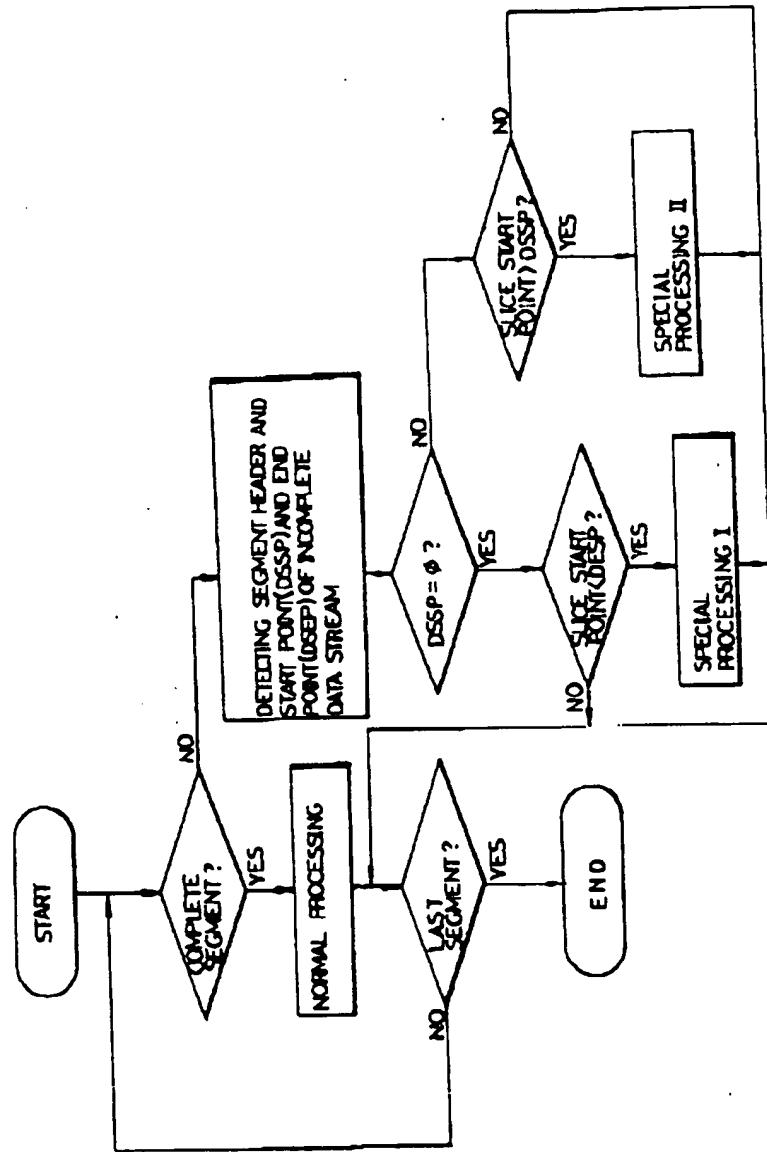 START
COMPLETE
SEGMENT?
NO
YES
NORMAL PROCESSING
LAST
SEGMENT?
NO
YES
END
DETECTING SEGMENT HEADER AND
START POINT(DSSP) AND END
POINT(DSEP) OF INCOMPLETE
DATA STREAM
DSSP=ø?
NO
YES
SLICE START
POINT<DESP?
NO
YES
SPECIAL
PROCESSING I
SLICE START
POINT>DSSP?
NO
YES
SPECIAL
PROCESSING II